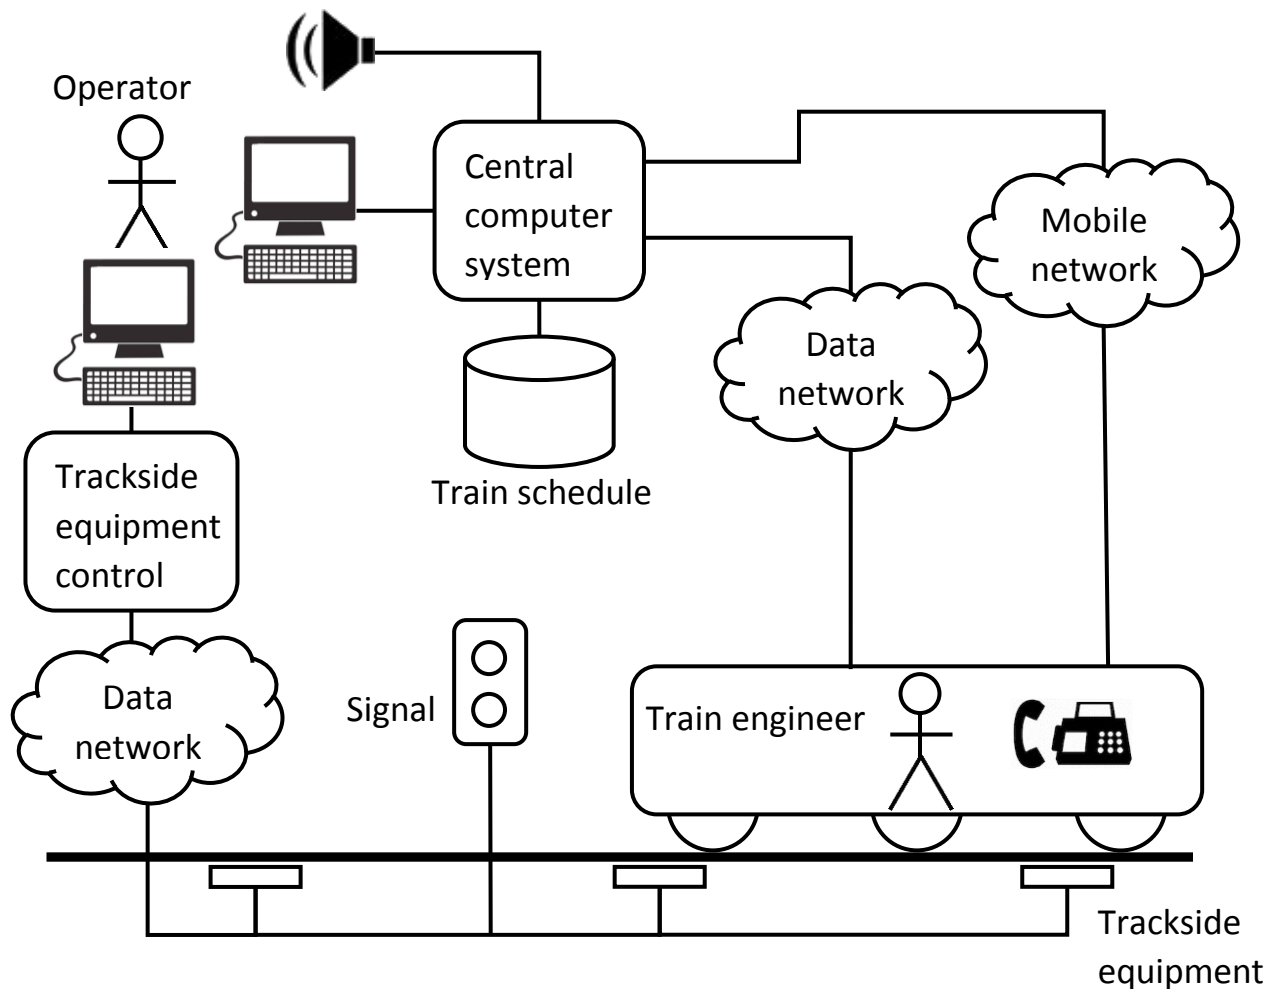 Operator
Central
computer
system
Mobile
network
Data
network
Train schedule
Trackside
equipment
control
Data
network
Signal
Train engineer
Trackside
equipment